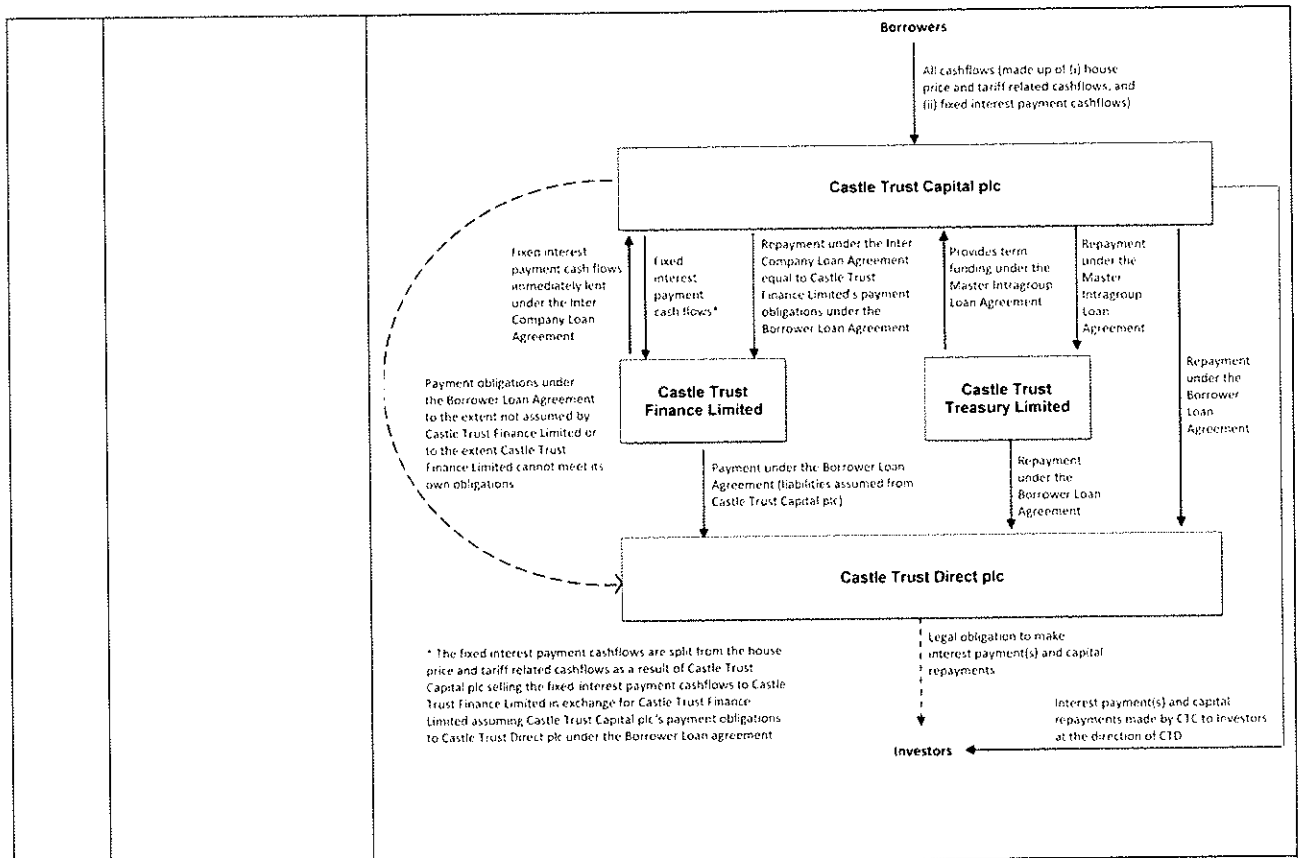 Borrowers
All cashflows (made up of (i) house
price and tariff related cashflows, and
(ii) fixed interest payment cashflows)
Castle Trust Capital plc
Fixed interest
payment cash flows
immediately lent
under the Inter
Company Loan
Agreement
Fixed
interest
payment
cash flows*
Repayment under the Inter
Company Loan Agreement
equal to Castle Trust
Finance Limited's payment
obligations under the
Borrower Loan Agreement
Provides term
funding under the
Master Intragroup
Loan Agreement
Repayment
under the
Master
Intragroup
Loan
Agreement
Repayment
under the
Borrower
Loan
Agreement
Castle Trust
Finance Limited
Castle Trust
Treasury Limited
Payment obligations under
the Borrower Loan Agreement
to the extent not assumed by
Castle Trust Finance Limited or
to the extent Castle Trust
Finance Limited cannot meet its
own obligations
Payment under the Borrower Loan
Agreement (liabilities assumed from
Castle Trust Capital plc)
Repayment
under the
Borrower Loan
Agreement
Castle Trust Direct plc
* The fixed interest payment cashflows are split from the house
price and tariff related cashflows as a result of Castle Trust
Capital plc selling the fixed interest payment cashflows to Castle
Trust Finance Limited in exchange for Castle Trust Finance
Limited assuming Castle Trust Capital plc's payment obligations
to Castle Trust Direct plc under the Borrower Loan agreement
Legal obligation to make
interest payment(s) and capital
repayments
Interest payment(s) and capital
repayments made by CTC to investors
at the direction of CTD
Investors